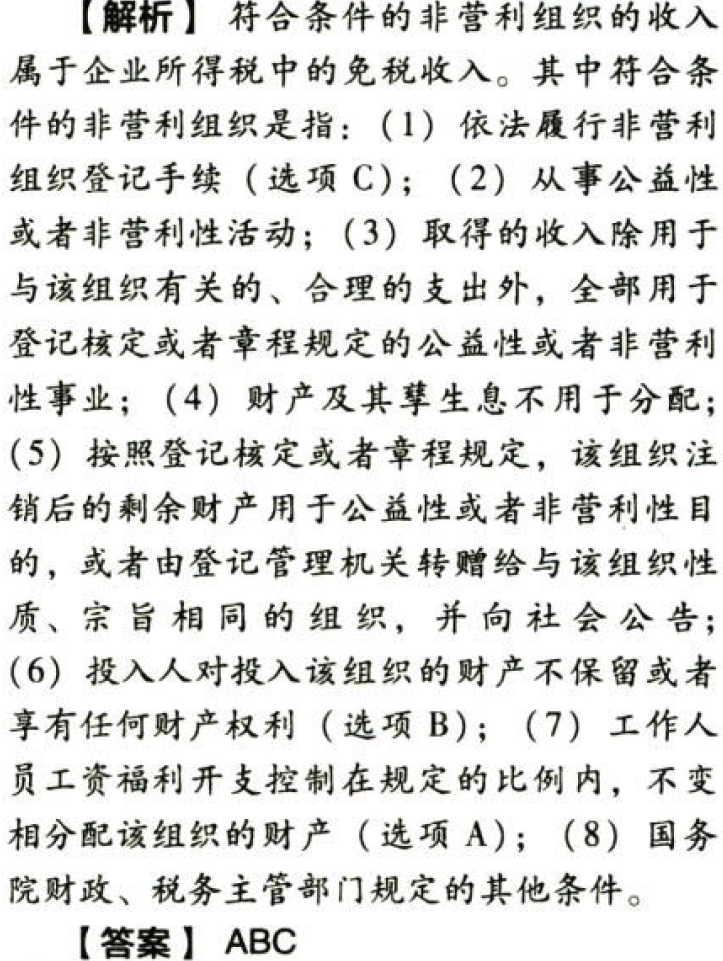 【解析】 符合条件的非营利组织的收入
属于企业所得税中的免税收入。其中符合条
件的非营利组织是指：（1）依法履行非营利
组织登记手续（选项 C）；（2）从事公益性
或者非营利性活动；（3）取得的收入除用于
与该组织有关的、合理的支出外，全部用于
登记核定或者章程规定的公益性或者非营利
性事业；（4）财产及其孳生息不用于分配；
（5）按照登记核定或者章程规定，该组织注
销后的剩余财产用于公益性或者非营利性目
的，或者由登记管理机关转赠给与该组织性
质、宗旨相同的组织，并向社会公告；
（6）投入人对投入该组织的财产不保留或者
享有任何财产权利（选项 B）；（7）工作人
员工资福利开支控制在规定的比例内，不变
相分配该组织的财产（选项 A）；（8）国务
院财政、税务主管部门规定的其他条件。
【答案】 ABC